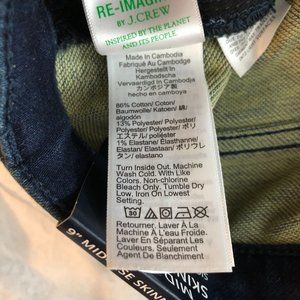 RE-IMAGIN
BY J.CREW
INSPIRED BY THE PLANET
AND ITS PEOPLE
Made In Cambodia
Fabriqué Au Cambodge
Hergestellt In
Kambodscha
Vervaardigd In Cambodja
カンボジア製
hecho en camboya
86% Cotton/ Coton/
Baumwolle/ Katoen/ 綿/
algodón
13% Polyester/ Polyester/
Polyester/ Polyester/ ポリ
エステル/ poliéster
1% Elastane/ Élasthanne/
Elastan/ Elastaan/ ポリウレ
タン/ elastano
Turn Inside Out. Machine
Wash Cold. With Like
Colors. Non-chlorine
Bleach Only. Tumble Dry
Low. Iron In Low Setting.
30
Retourner, Laver À La
Machine À L'eau Froide.
Laver En Séparant Les
Couleurs. Seulement
Agent De Blanchiment
9" MID
SE SKIN
MID